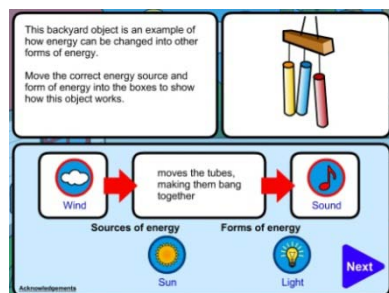 This backyard object is an example of
how energy can be changed into other
forms of energy.
Move the correct energy source and
form of energy into the boxes to show
how this object works.
Wind
moves the tubes,
making them bang
together
Sound
Sources of energy
Forms of energy
Sun
Light
Next
Acknowledgements